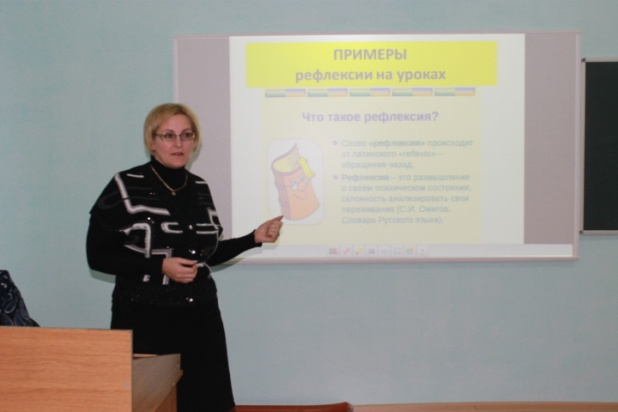 ПРИМЕРЫ
рефлексии на уроках
Что такое рефлексия?
Слово «рефлексия» происходит
от латинского «reflexio» –
обращение назад.
Рефлексия – это размышление
о своем психическом состоянии,
склонность анализировать свои
переживания (С.И. Ожегов,
Словарь Русского языка).